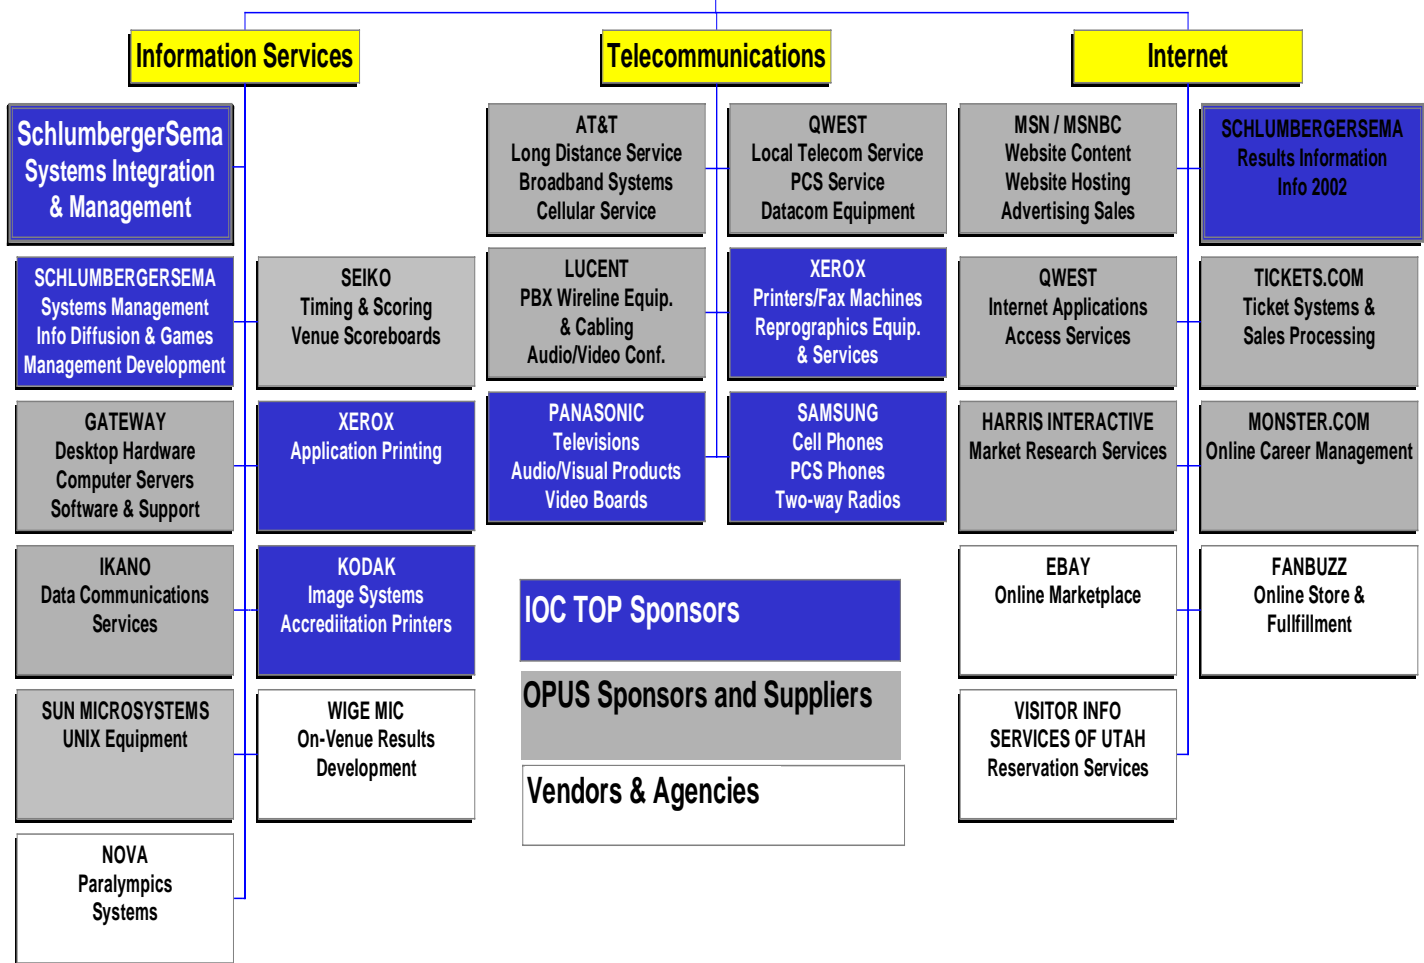 Information Services
Telecommunications
Internet
SchlumbergerSema
Systems Integration
& Management
SCHLUMBERGERSEMA
Systems Management
Info Diffusion & Games
Management Development
SEIKO
Timing & Scoring
Venue Scoreboards
GATEWAY
Desktop Hardware
Computer Servers
Software & Support
XEROX
Application Printing
IKANO
Data Communications
Services
KODAK
Image Systems
Accrediitation Printers
SUN MICROSYSTEMS
UNIX Equipment
WIGE MIC
On-Venue Results
Development
NOVA
Paralympics
Systems
AT&T
Long Distance Service
Broadband Systems
Cellular Service
QWEST
Local Telecom Service
PCS Service
Datacom Equipment
LUCENT
PBX Wireline Equip.
& Cabling
Audio/Video Conf.
XEROX
Printers/Fax Machines
Reprographics Equip.
& Services
PANASONIC
Televisions
Audio/Visual Products
Video Boards
SAMSUNG
Cell Phones
PCS Phones
Two-way Radios
IOC TOP Sponsors
OPUS Sponsors and Suppliers
Vendors & Agencies
MSN / MSNBC
Website Content
Website Hosting
Advertising Sales
SCHLUMBERGERSEMA
Results Information
Info 2002
QWEST
Internet Applications
Access Services
TICKETS.COM
Ticket Systems &
Sales Processing
HARRIS INTERACTIVE
Market Research Services
MONSTER.COM
Online Career Management
EBAY
Online Marketplace
FANBUZZ
Online Store &
Fullfillment
VISITOR INFO
SERVICES OF UTAH
Reservation Services